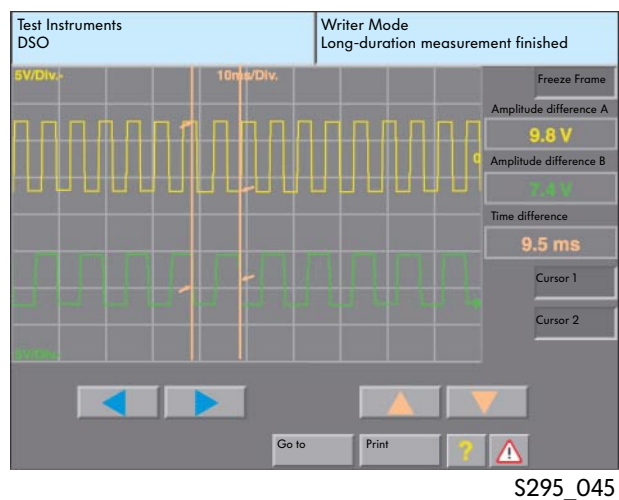 Test Instruments
DSO
Writer Mode
Long-duration measurement finished
5V/Div.-
10ms/Div.
Freeze Frame
Amplitude difference A
9.8 V
0
Amplitude difference B
7.4 V
Time difference
9.5 ms
Cursor 1
Cursor 2
5V/Div.
Go to
Print
?
S295_045